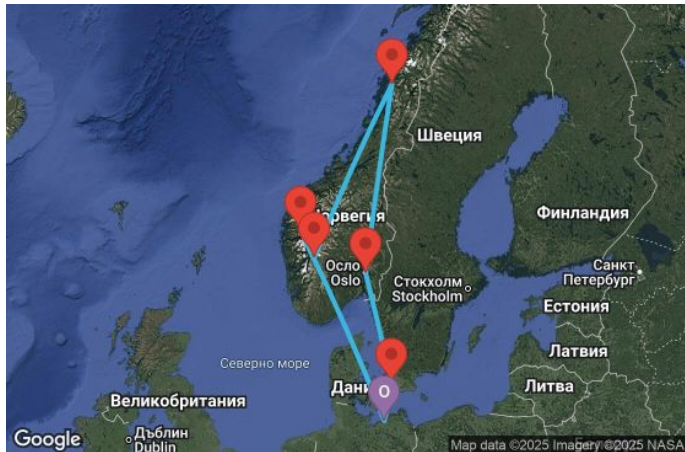 Швеция
Норвегия
Финландия
Осло
Oslo
Стокхолм
Stockholm
Санкт
Петербург
Естония
Северно море
Латвия
Дани
Литва
Великобритания
O
Дъблин
Dublin
Google
Map data ©2025 Imagery ©2025 NASA